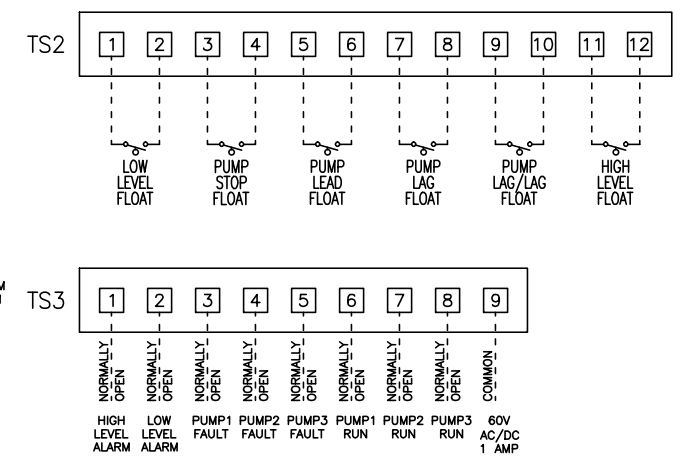 TS2 1 2 3 4 5 6 7 8 9 10 11 12
LOW LEVEL FLOAT
PUMP STOP FLOAT
PUMP LEAD FLOAT
PUMP LAG FLOAT
PUMP LAG/LAG FLOAT
HIGH LEVEL FLOAT
TS3 1 2 3 4 5 6 7 8 9
NORMALLY OPEN
NORMALLY OPEN
NORMALLY OPEN
NORMALLY OPEN
NORMALLY OPEN
NORMALLY OPEN
NORMALLY OPEN
NORMALLY OPEN
COMMON
HIGH LEVEL ALARM
LOW LEVEL ALARM
PUMP1 FAULT
PUMP2 FAULT
PUMP3 FAULT
PUMP1 RUN
PUMP2 RUN
PUMP3 RUN
60V AC/DC 1 AMP